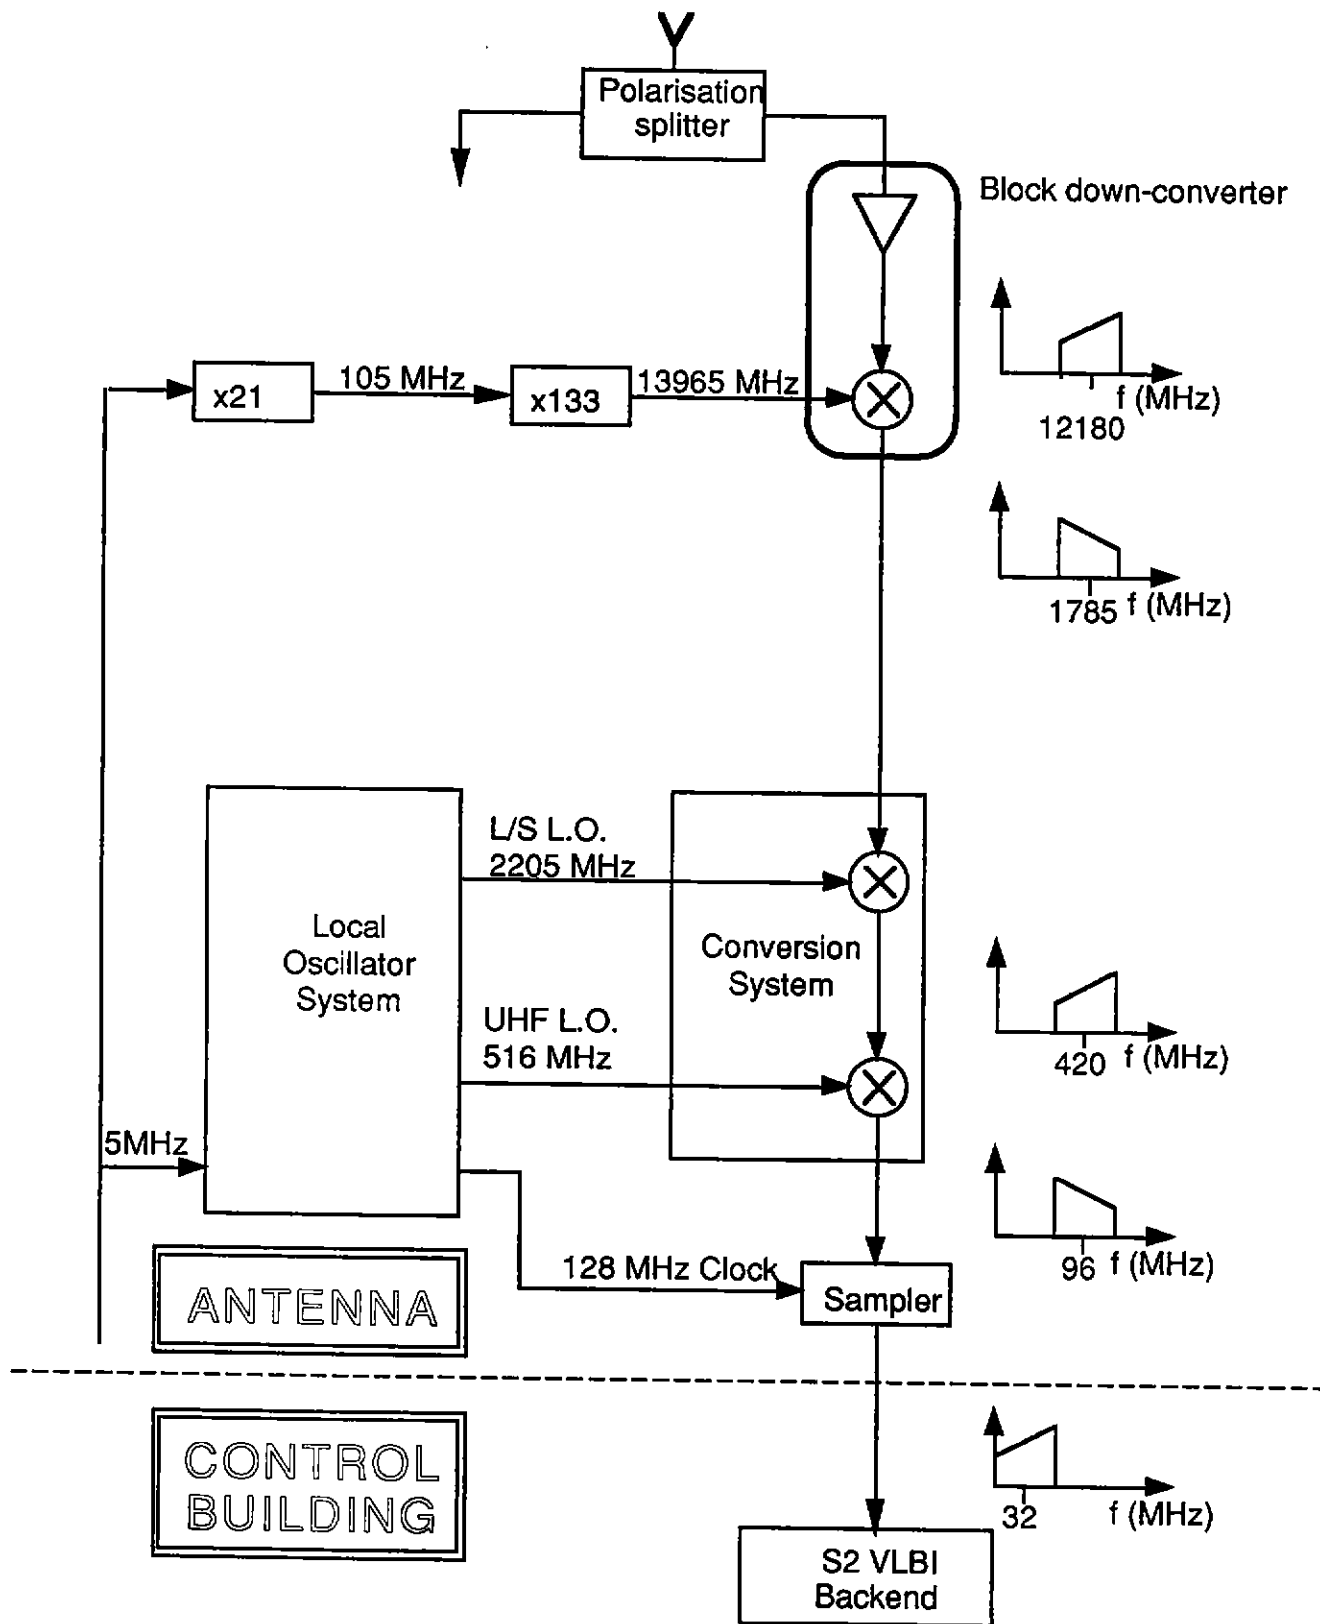 Polarisation
splitter
Block down-converter
x21
105 MHz
x133
13965 MHz
f (MHz)
12180
1785 f (MHz)
L/S L.O.
2205 MHz
Local
Oscillator
System
Conversion
System
UHF L.O.
516 MHz
420 f (MHz)
5MHz
128 MHz Clock
Sampler
96 f (MHz)
ANTENNA
CONTROL
BUILDING
32 f (MHz)
S2 VLBI
Backend